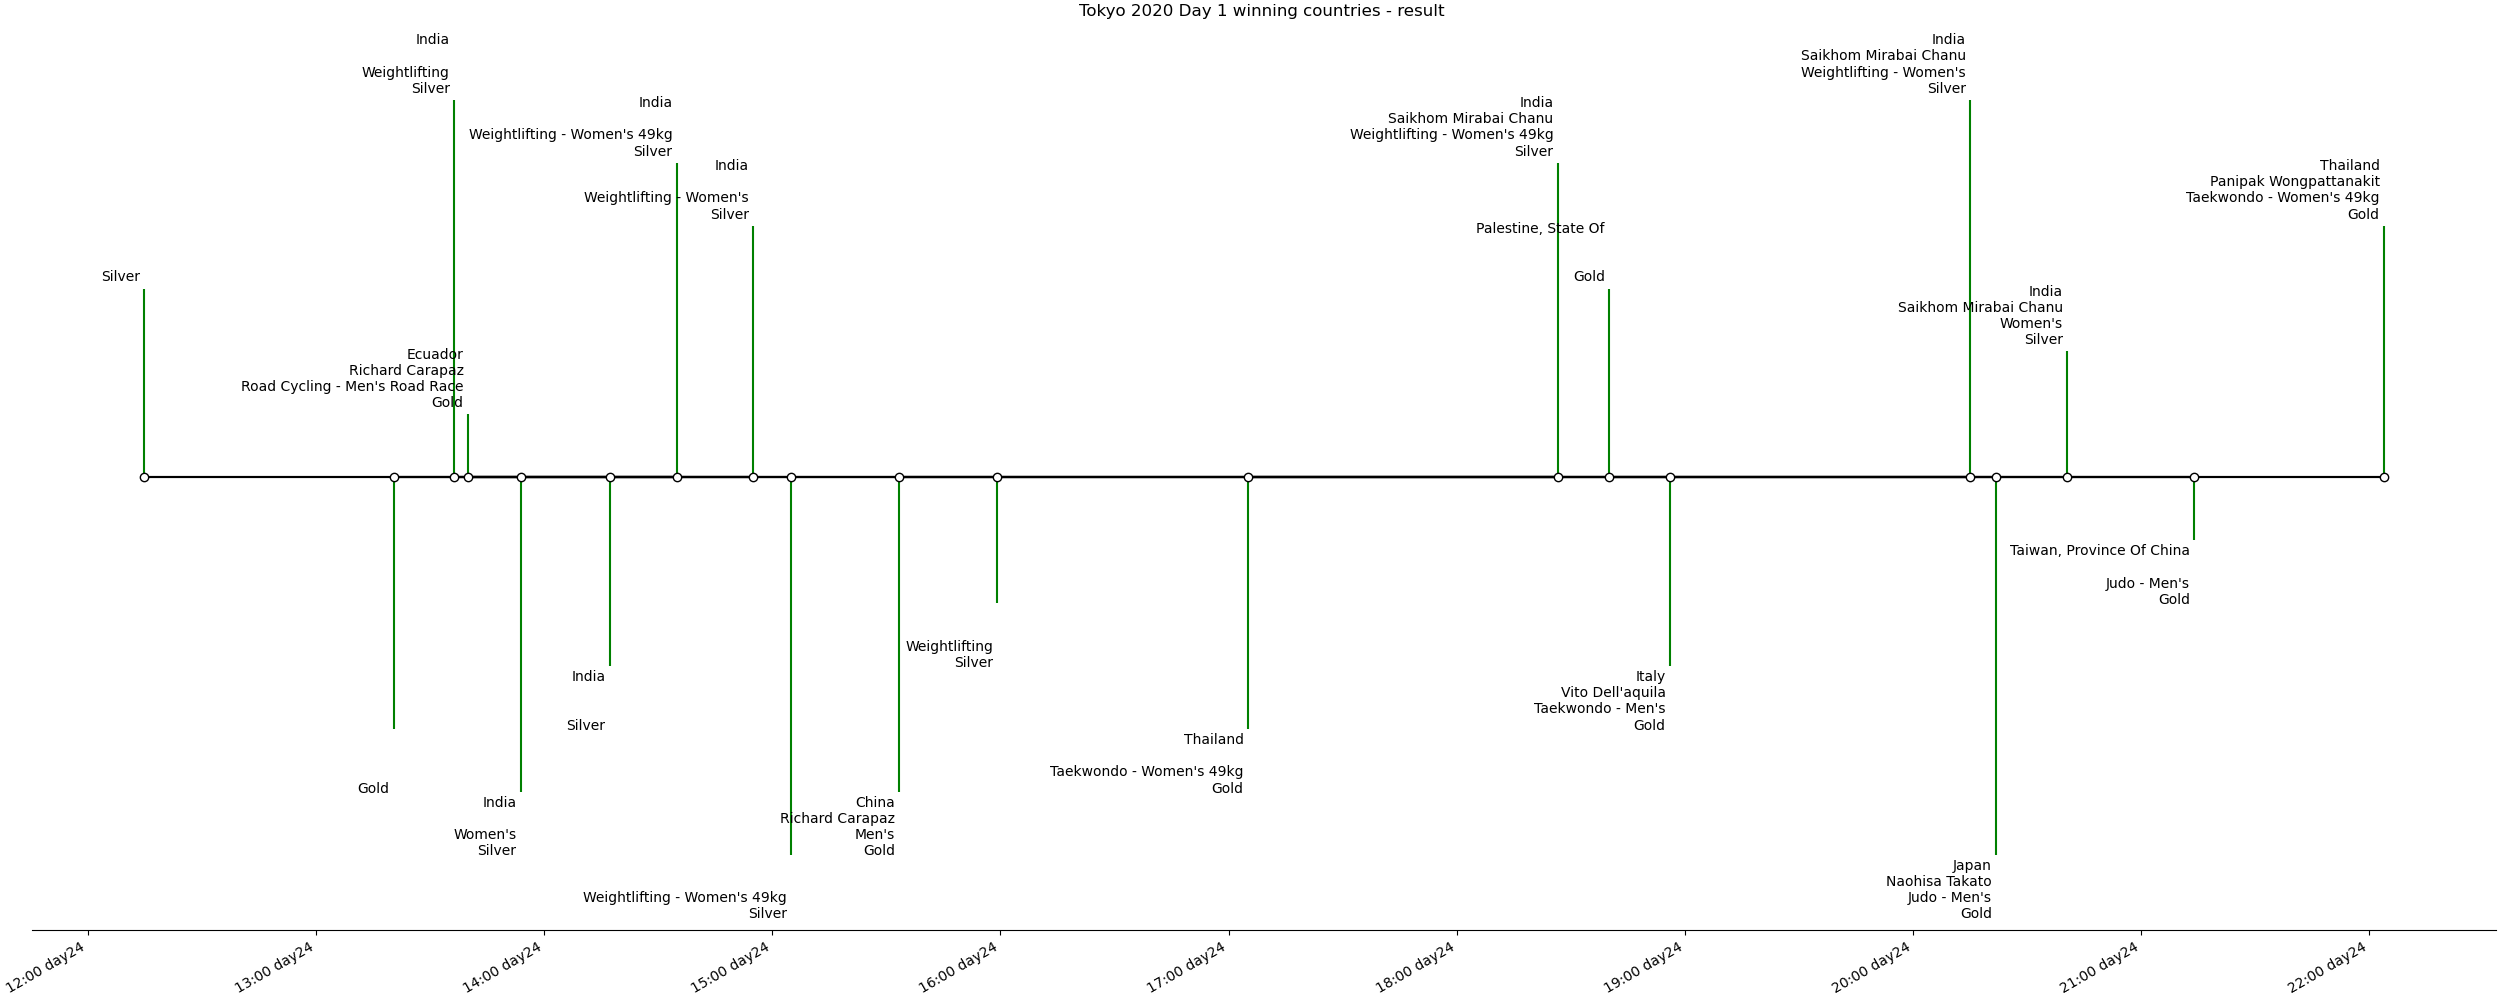 Tokyo 2020 Day 1 winning countries - result
India
Weightlifting
Silver
India
Weightlifting - Women's 49kg
Silver
India
Weightlifting - Women's
Silver
Silver
Ecuador
Richard Carapaz
Road Cycling - Men's Road Race
Gold
India
Saikhom Mirabai Chanu
Weightlifting - Women's 49kg
Silver
Palestine, State Of
Gold
India
Saikhom Mirabai Chanu
Weightlifting - Women's
Silver
India
Saikhom Mirabai Chanu
Women's
Silver
Thailand
Panipak Wongpattanakit
Taekwondo - Women's 49kg
Gold
Gold
India
Women's
Silver
India
Silver
Weightlifting - Women's 49kg
Silver
China
Richard Carapaz
Men's
Gold
Weightlifting
Silver
Thailand
Taekwondo - Women's 49kg
Gold
Italy
Vito Dell'aquila
Taekwondo - Men's
Gold
Japan
Naohisa Takato
Judo - Men's
Gold
Taiwan, Province Of China
Judo - Men's
Gold
12:00 day24
13:00 day24
14:00 day24
15:00 day24
16:00 day24
17:00 day24
18:00 day24
19:00 day24
20:00 day24
21:00 day24
22:00 day24